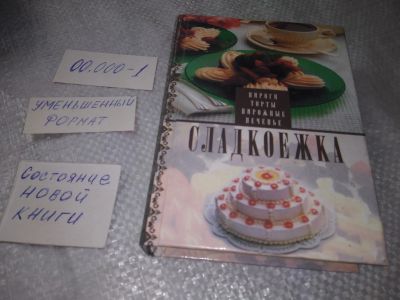 00.000-1
УМЕНЬШЕННЫЙ
ФОРМАТ
Состояние
НОВОЙ
КНИГИ
ПИРОГИ
ТОРТЫ
ПИРОЖНЫЕ
ПЕЧЕНЬЕ
СЛАДКОЕЖКА